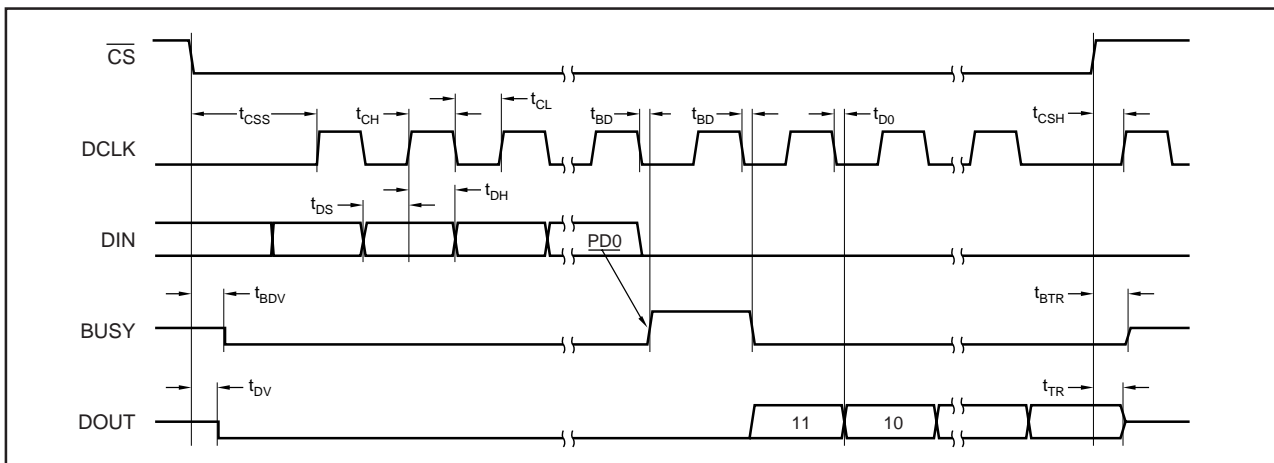 CS
tCSS
tCH
tCL
tBD
tBD
tD0
tCSH
DCLK
tDS
tDH
DIN
PD0
tBDV
tBTR
BUSY
tDV
tTR
DOUT
11
10